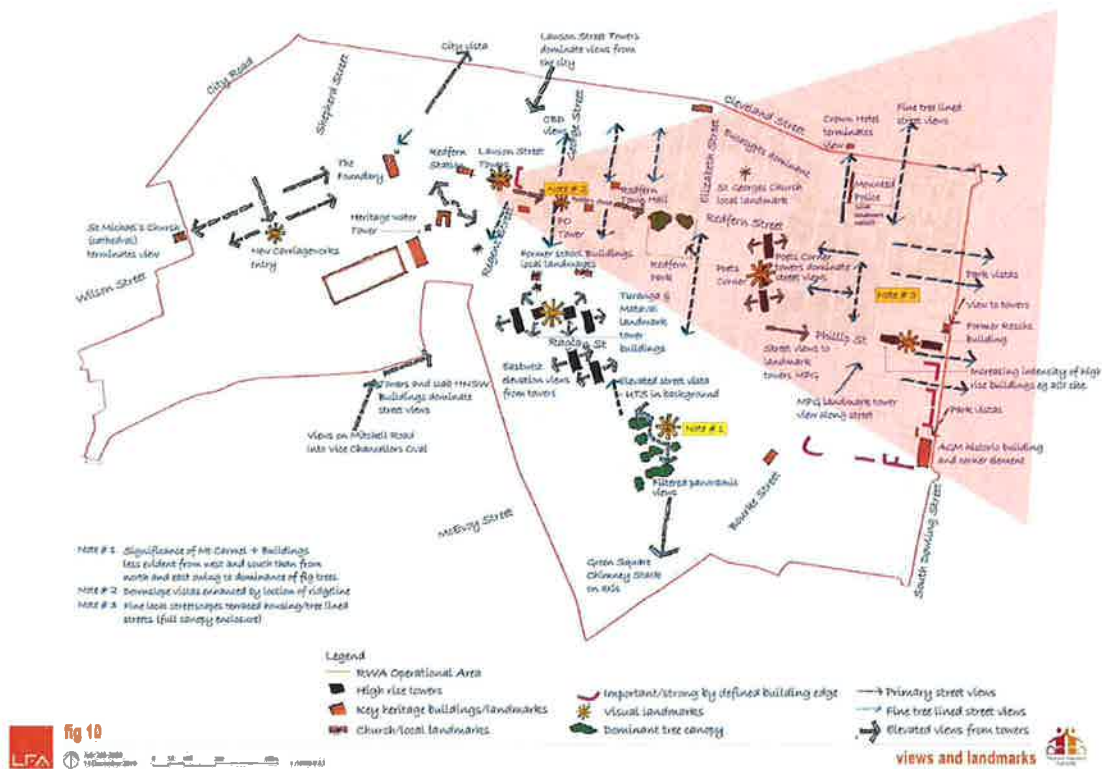 City Road
Shepherd Street
City vista
Lawson Street Towers
dominate views from
the city
CBD
views
George Street
Cleveland Street
Elizabeth Street
Eucalypts dominant
Crown Hotel
terminates
view
Fine tree lined
street views
The
Foundry
Redfern
Station
Lawson Street
Towers
Note # 2
Redfern
Town Hall
St Georges Church
local landmark
Mounted
Police
St Michael's Church
(cathedral)
terminates view
New Carriageworks
entry
Heritage water
Tower
Regent Street
PO
Tower
Redfern Street
Former school Buildings
local landmarks
Redfern
Park
Poets
Corner
Poets Corner
towers dominate
street views
Park vistas
Wilson Street
Note # 3
View to towers
Turanga &
Matavai
landmark
tower
buildings
Raglan St
Phillip St
Former Reschs
building
Street views to
landmark
towers MPG
Eastwest
elevation views
from towers
Elevated street vista
UTS in background
Increasing intensity of high
rise buildings eg ACI site
Towers and slab HNSW
Buildings dominate
street views
MPG landmark tower
view along street
Park vistas
Note # 1
Views on Mitchell Road
into Vice Chancellors Oval
AGM historic building
and corner element
Filtered panoramic
views
Bourke Street
McEvoy Street
South Dowling Street
Green Square
Chimney Stack
on axis
Note # 1 Significance of Mt Carmel + Buildings
less evident from west and south than from
north and east owing to dominance of fig trees
Note # 2 Downslope vistas enhanced by location of ridgeline
Note # 3 Fine local streetscapes terraced housing/tree lined
streets (full canopy enclosure)
Legend
RWA Operational Area
High rise towers
Key heritage buildings/landmarks
Church/local landmarks
Important/strong by defined building edge
Visual landmarks
Dominant tree canopy
Primary street views
Fine tree lined street views
Elevated views from towers
LFA
fig 10
views and landmarks